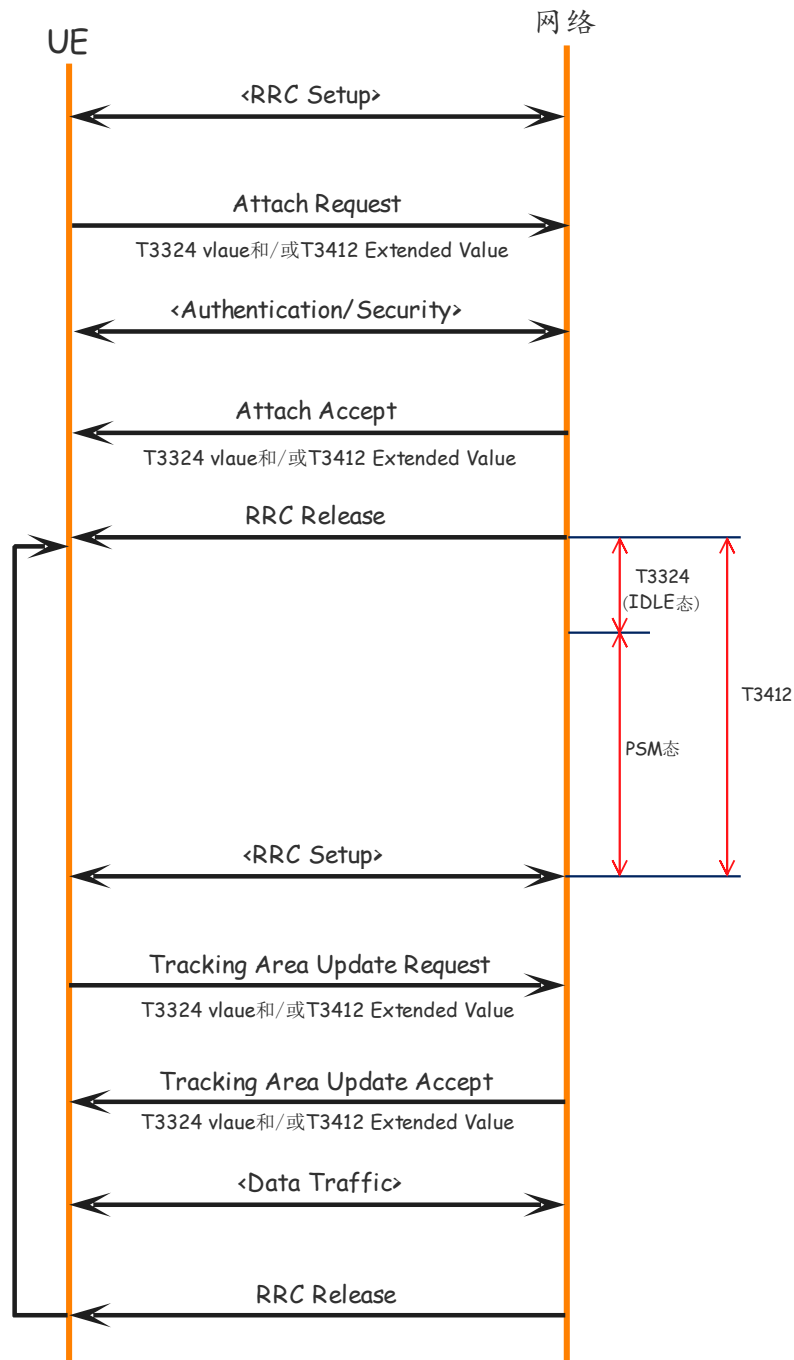 UE
网络
<RRC Setup>
Attach Request
T3324 vlaue和/或T3412 Extended Value
<Authentication/Security>
Attach Accept
T3324 vlaue和/或T3412 Extended Value
RRC Release
T3324
(IDLE态)
T3412
PSM态
<RRC Setup>
Tracking Area Update Request
T3324 vlaue和/或T3412 Extended Value
Tracking Area Update Accept
T3324 vlaue和/或T3412 Extended Value
<Data Traffic>
RRC Release